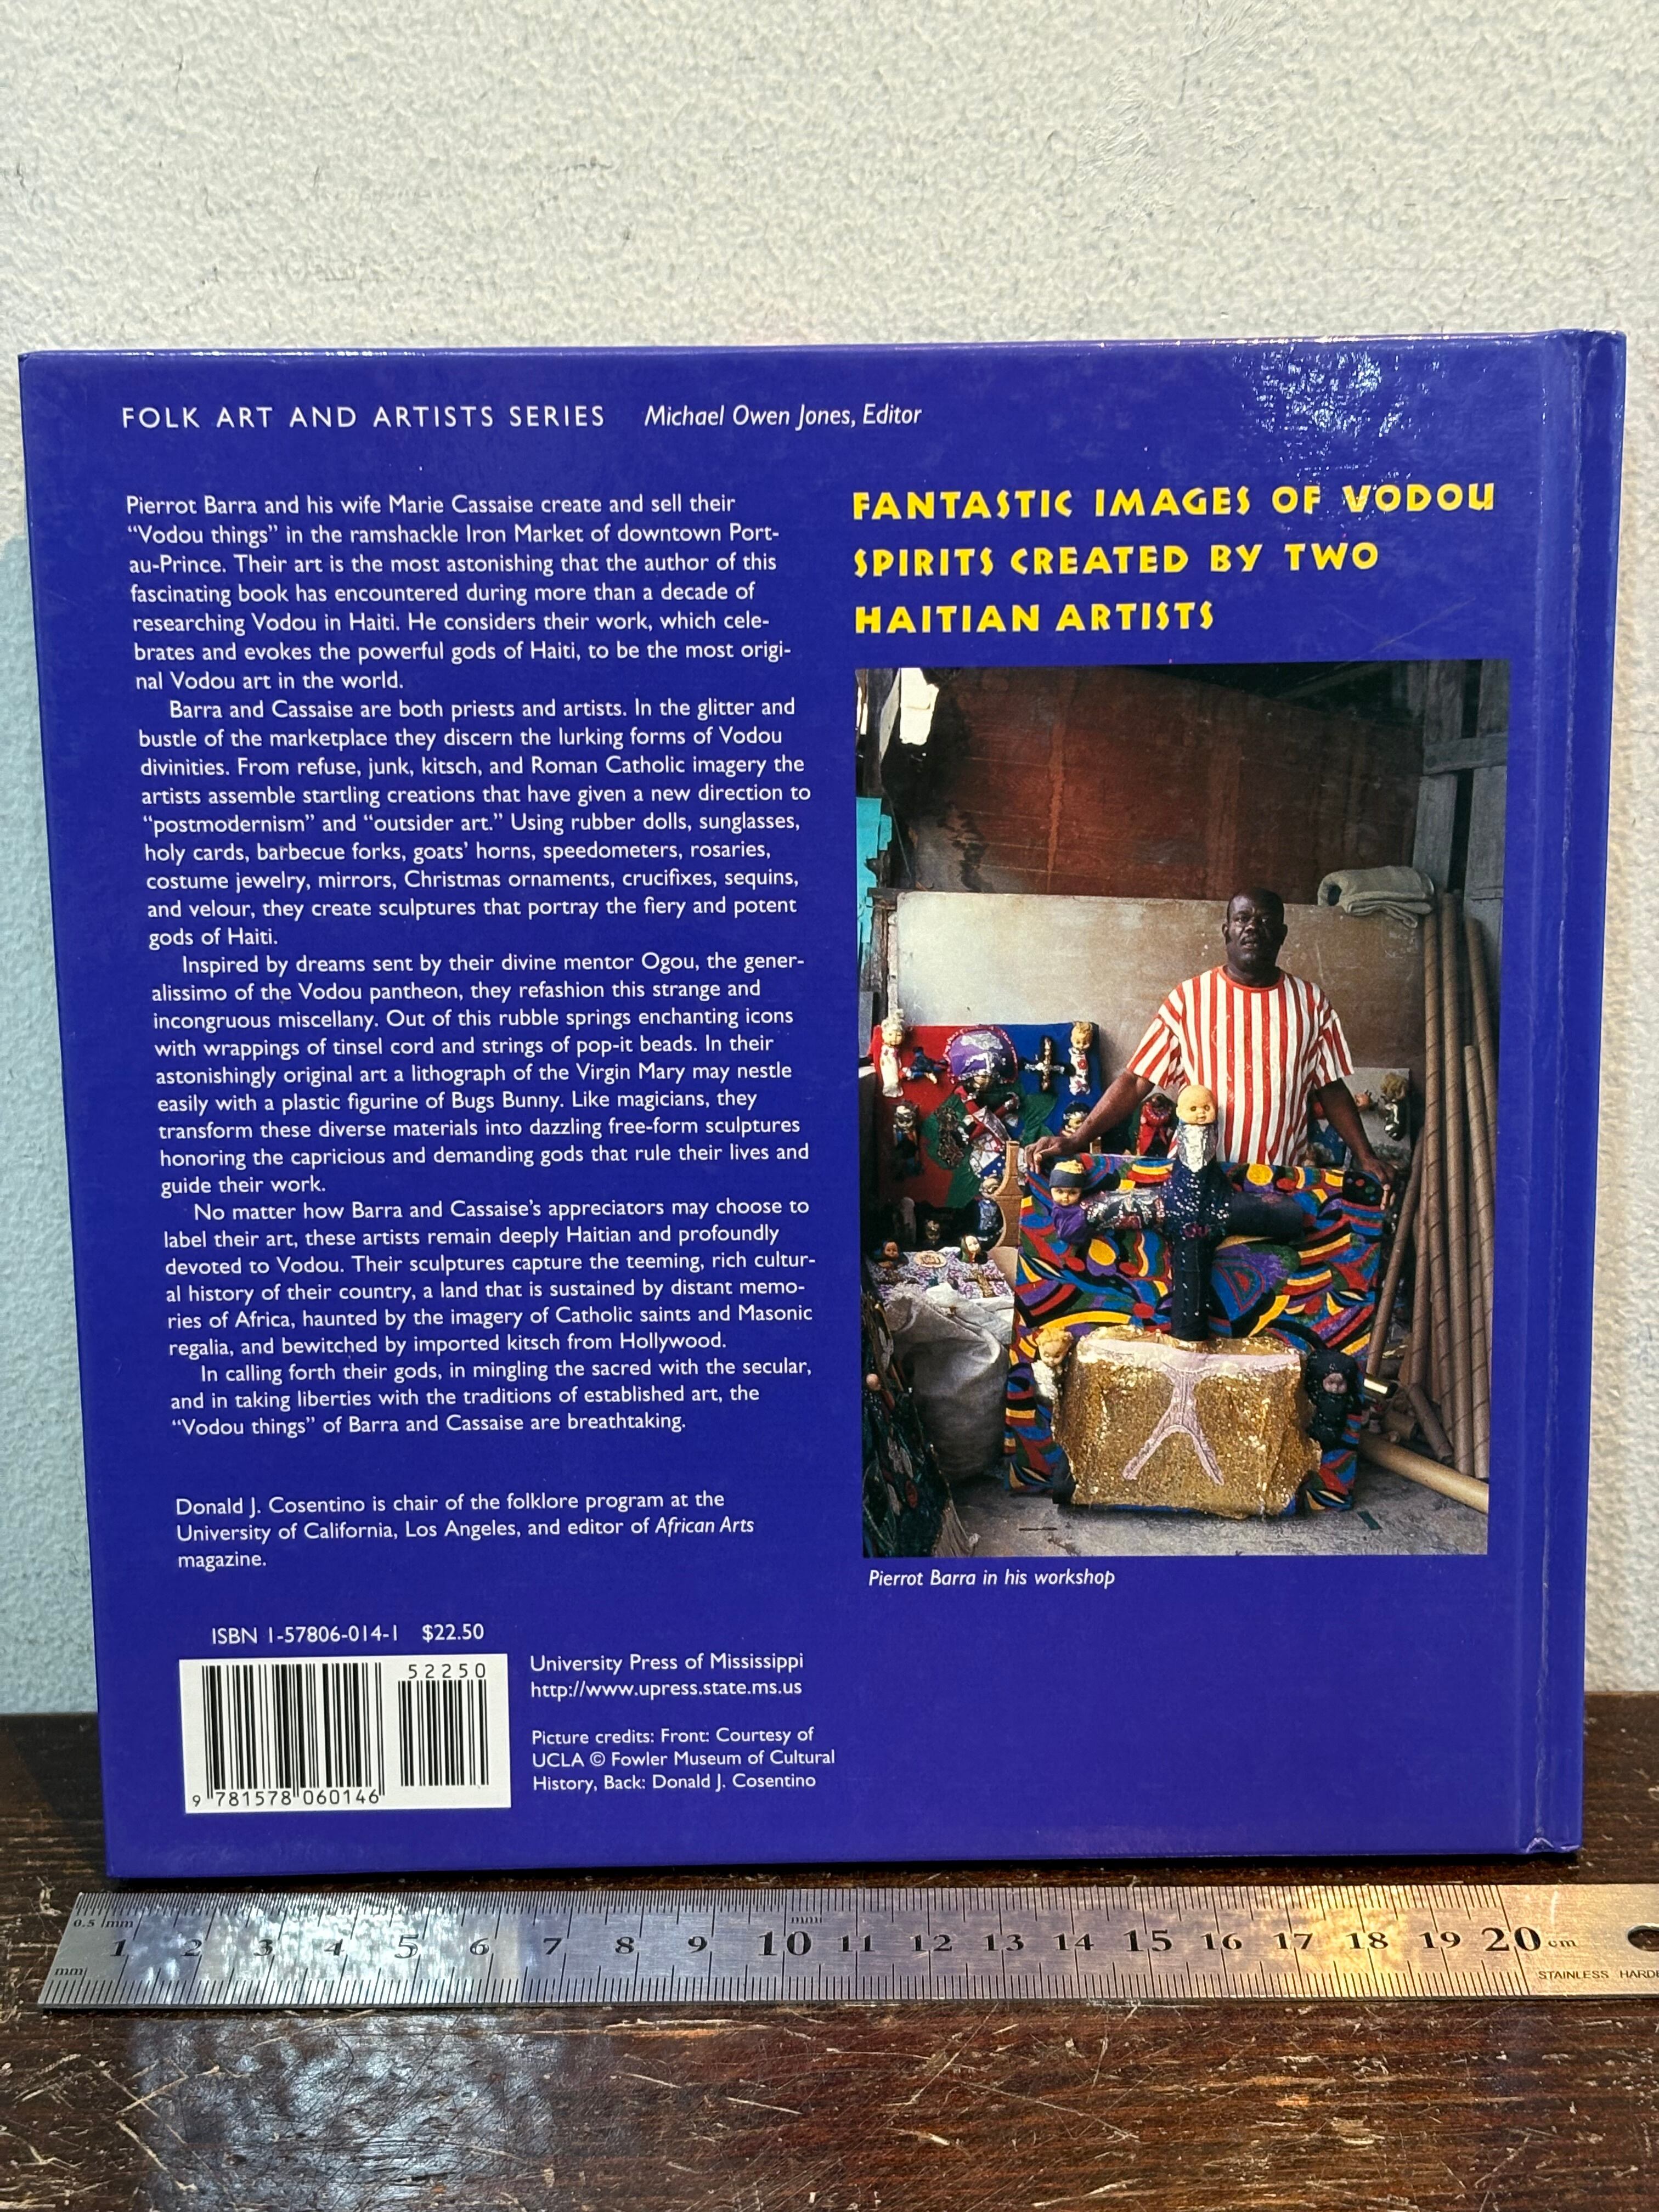 FOLK ART AND ARTISTS SERIES Michael Owen Jones, Editor
Pierrot Barra and his wife Marie Cassaise create and sell their
“Vodou things” in the ramshackle Iron Market of downtown Port-
au-Prince. Their art is the most astonishing that the author of this
fascinating book has encountered during more than a decade of
researching Vodou in Haiti. He considers their work, which cele-
brates and evokes the powerful gods of Haiti, to be the most origi-
nal Vodou art in the world.
Barra and Cassaise are both priests and artists. In the glitter and
bustle of the marketplace they discern the lurking forms of Vodou
divinities. From refuse, junk, kitsch, and Roman Catholic imagery the
artists assemble startling creations that have given a new direction to
“postmodernism” and “outsider art.” Using rubber dolls, sunglasses,
holy cards, barbecue forks, goats’ horns, speedometers, rosaries,
costume jewelry, mirrors, Christmas ornaments, crucifixes, sequins,
and velour, they create sculptures that portray the fiery and potent
gods of Haiti.
Inspired by dreams sent by their divine mentor Ogou, the gener-
alissimo of the Vodou pantheon, they refashion this strange and
incongruous miscellany. Out of this rubble springs enchanting icons
with wrappings of tinsel cord and strings of pop-it beads. In their
astonishingly original art a lithograph of the Virgin Mary may nestle
easily with a plastic figurine of Bugs Bunny. Like magicians, they
transform these diverse materials into dazzling free-form sculptures
honoring the capricious and demanding gods that rule their lives and
guide their work.
No matter how Barra and Cassaise’s appreciators may choose to
label their art, these artists remain deeply Haitian and profoundly
devoted to Vodou. Their sculptures capture the teeming, rich cultur-
al history of their country, a land that is sustained by distant memo-
ries of Africa, haunted by the imagery of Catholic saints and Masonic
regalia, and bewitched by imported kitsch from Hollywood.
In calling forth their gods, in mingling the sacred with the secular,
and in taking liberties with the traditions of established art, the
“Vodou things” of Barra and Cassaise are breathtaking.
Donald J. Cosentino is chair of the folklore program at the
University of California, Los Angeles, and editor of African Arts
magazine.
FANTASTIC IMAGES OF VODOU
SPIRITS CREATED BY TWO
HAITIAN ARTISTS
Pierrot Barra in his workshop
ISBN 1-57806-014-1 $22.50
52250
9 781578 060146
University Press of Mississippi
http://www.upress.state.ms.us
Picture credits: Front: Courtesy of
UCLA © Fowler Museum of Cultural
History, Back: Donald J. Cosentino
0.5 mm mm
1 2 3 4 5 6 7 8 9 10 11 12 13 14 15 16 17 18 19 20 cm
mm
STAINLESS